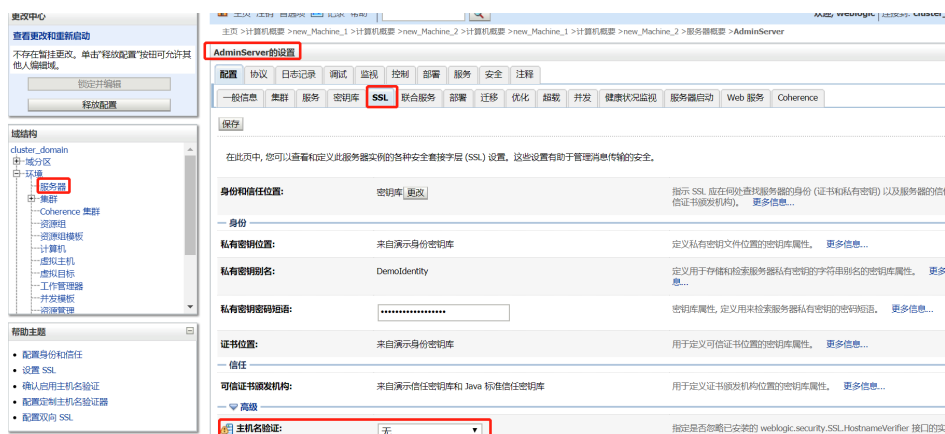 更改中心
查看更改和重新启动
不存在暂挂更改。单击"释放配置"按钮可允许其
他人编辑域。
锁定并编辑
释放配置
域结构
cluster_domain
域分区
环境
服务器
集群
Coherence 集群
资源组
资源组模板
计算机
虚拟主机
虚拟目标
工作管理器
并发模板
资源管理
帮助主题
配置身份和信任
设置 SSL
确认启用主机名验证
配置定制主机名验证器
配置双向 SSL
主页 注销 首选项 记录 帮助
欢迎, weblogic 连接到: cluster_
主页 >计算机概要 >new_Machine_1 >计算机概要 >new_Machine_2 >计算机概要 >new_Machine_1 >计算机概要 >new_Machine_2 >服务器概要 >AdminServer
AdminServer的设置
配置 协议 日志记录 调试 监视 控制 部署 服务 安全 注释
一般信息 集群 服务 密钥库 SSL 联合服务 部署 迁移 优化 超载 并发 健康状况监视 服务器启动 Web 服务 Coherence
保存
在此页中, 您可以查看和定义此服务器实例的各种安全套接字层 (SSL) 设置。这些设置有助于管理消息传输的安全。
身份和信任位置: 密钥库 更改 指示 SSL 应在何处查找服务器的身份 (证书和私有密钥) 以及服务器的信
信证书颁发机构)。 更多信息...
身份
私有密钥位置: 来自演示身份密钥库 定义私有密钥文件位置的密钥库属性。 更多信息...
私有密钥别名: DemoIdentity 定义用于存储和检索服务器私有密钥的字符串别名的密钥库属性。 更多
息...
私有密钥密码短语: •••••••••••••••••• 密钥库属性, 定义用来检索服务器私有密钥的密码短语。 更多信息...
证书位置: 来自演示身份密钥库 用于定义可信证书位置的密钥库属性。 更多信息...
信任
可信证书颁发机构: 来自演示信任密钥库和 Java 标准信任密钥库 用于定义证书颁发机构位置的密钥库属性。 更多信息...
高级
主机名验证: 无 指定是否忽略已安装的 weblogic.security.SSL.HostnameVerifier 接口的实